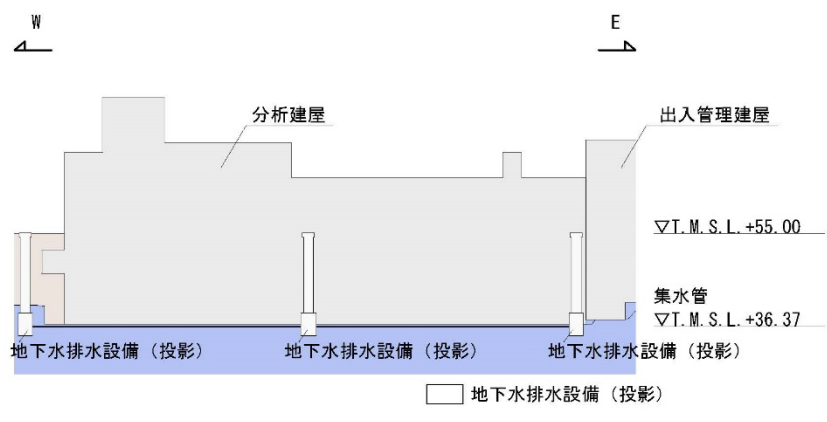 W
E
分析建屋
出入管理建屋
▽T.M.S.L.+55.00
集水管
▽T.M.S.L.+36.37
地下水排水設備（投影）
地下水排水設備（投影）
地下水排水設備（投影）
地下水排水設備（投影）